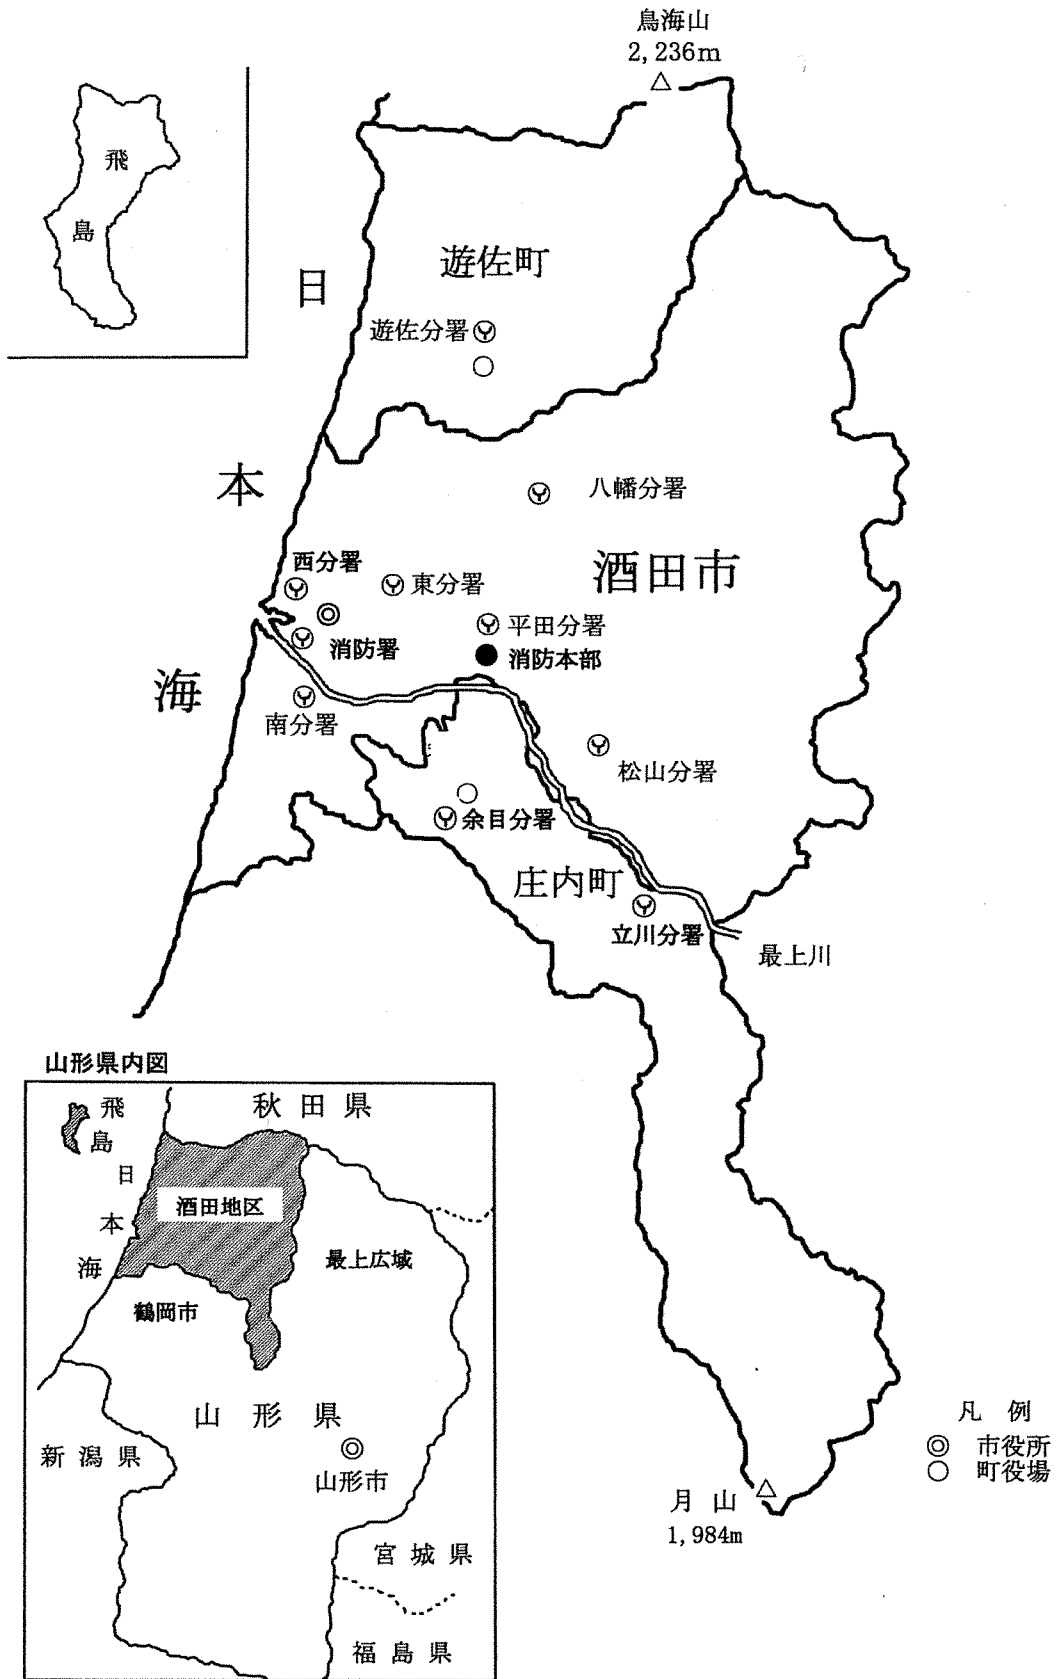 鳥海山
2,236m
飛
島
日
本
海
遊佐町
遊佐分署
八幡分署
酒田市
西分署
東分署
平田分署
消防署
消防本部
南分署
松山分署
余目分署
庄内町
立川分署
最上川
山形県内図
飛
島
秋田県
日
本
海
酒田地区
最上広域
鶴岡市
山形県
山形市
新潟県
宮城県
福島県
月山
1,984m
凡例
◎ 市役所
○ 町役場